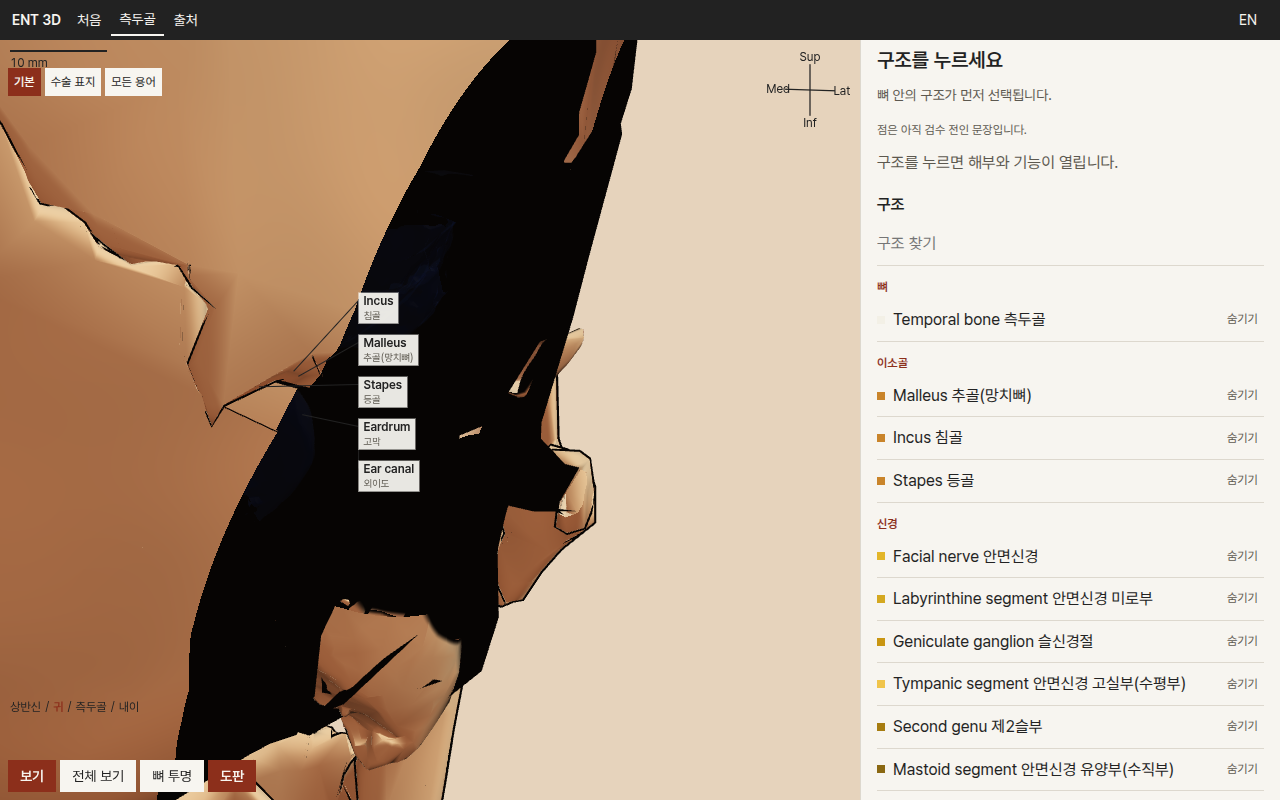 ENT 3D 처음 측두골 출처 EN
10 mm
기본 수술 표지 모든 용어
Sup
Med Lat
Inf
Incus
침골
Malleus
추골(망치뼈)
Stapes
등골
Eardrum
고막
Ear canal
외이도
상반신 / 귀 / 측두골 / 내이
보기 전체 보기 뼈 투명 도판
구조를 누르세요
뼈 안의 구조가 먼저 선택됩니다.
점은 아직 검수 전인 문장입니다.
구조를 누르면 해부와 기능이 열립니다.
구조
구조 찾기
뼈
Temporal bone 측두골 숨기기
이소골
Malleus 추골(망치뼈) 숨기기
Incus 침골 숨기기
Stapes 등골 숨기기
신경
Facial nerve 안면신경 숨기기
Labyrinthine segment 안면신경 미로부 숨기기
Geniculate ganglion 슬신경절 숨기기
Tympanic segment 안면신경 고실부(수평부) 숨기기
Second genu 제2슬부 숨기기
Mastoid segment 안면신경 유양부(수직부) 숨기기